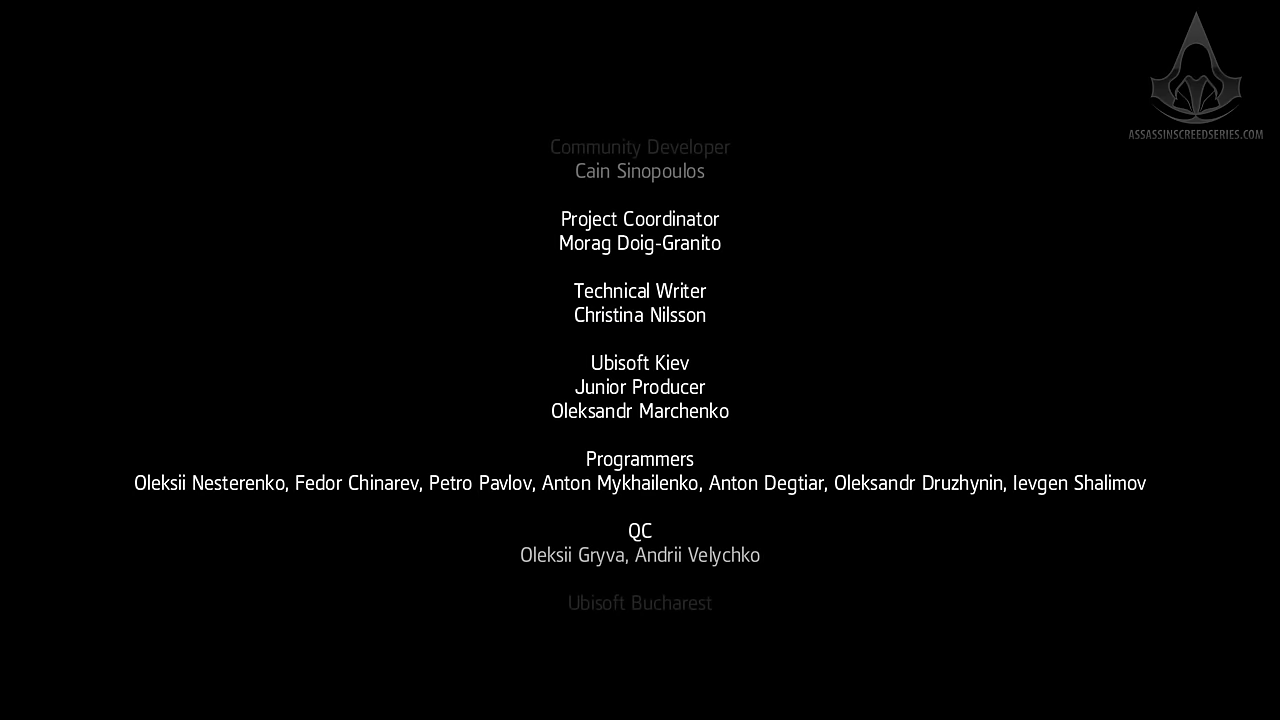 ASSASSINSCREEDSERIES.COM
Community Developer
Cain Sinopoulos
Project Coordinator
Morag Doig-Granito
Technical Writer
Christina Nilsson
Ubisoft Kiev
Junior Producer
Oleksandr Marchenko
Programmers
Oleksii Nesterenko, Fedor Chinarev, Petro Pavlov, Anton Mykhailenko, Anton Degtiar, Oleksandr Druzhynin, Ievgen Shalimov
QC
Oleksii Gryva, Andrii Velychko
Ubisoft Bucharest